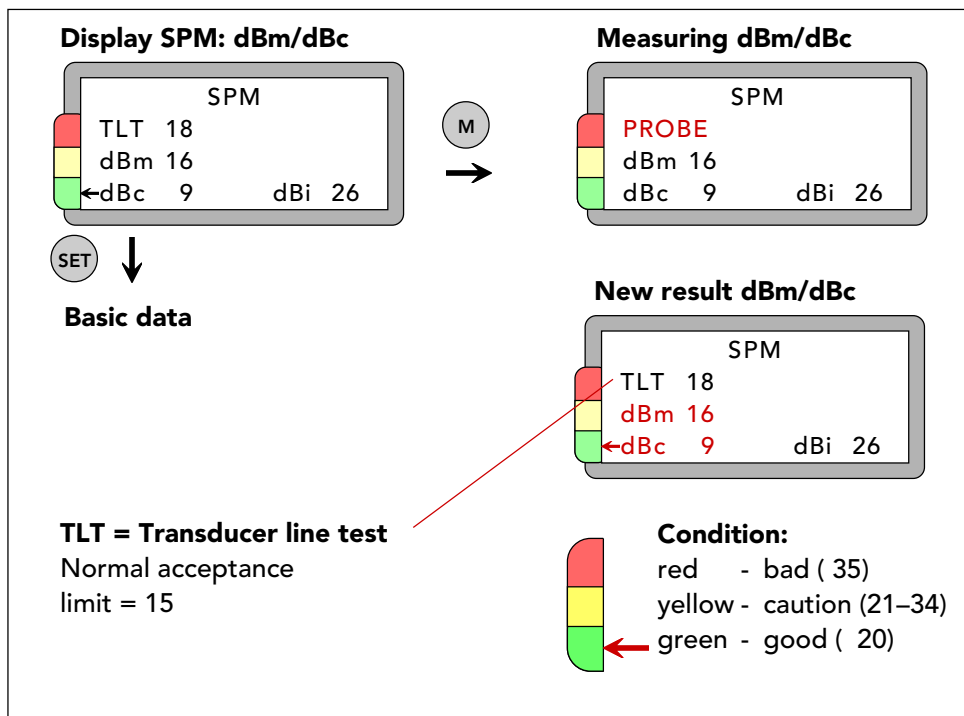 Display SPM: dBm/dBc
SPM
TLT 18
dBm 16
dBc 9 dBi 26
M
SET
Basic data
Measuring dBm/dBc
SPM
PROBE
dBm 16
dBc 9 dBi 26
New result dBm/dBc
SPM
TLT 18
dBm 16
dBc 9 dBi 26
TLT = Transducer line test
Normal acceptance
limit = 15
Condition:
red - bad ( 35)
yellow - caution (21–34)
green - good ( 20)